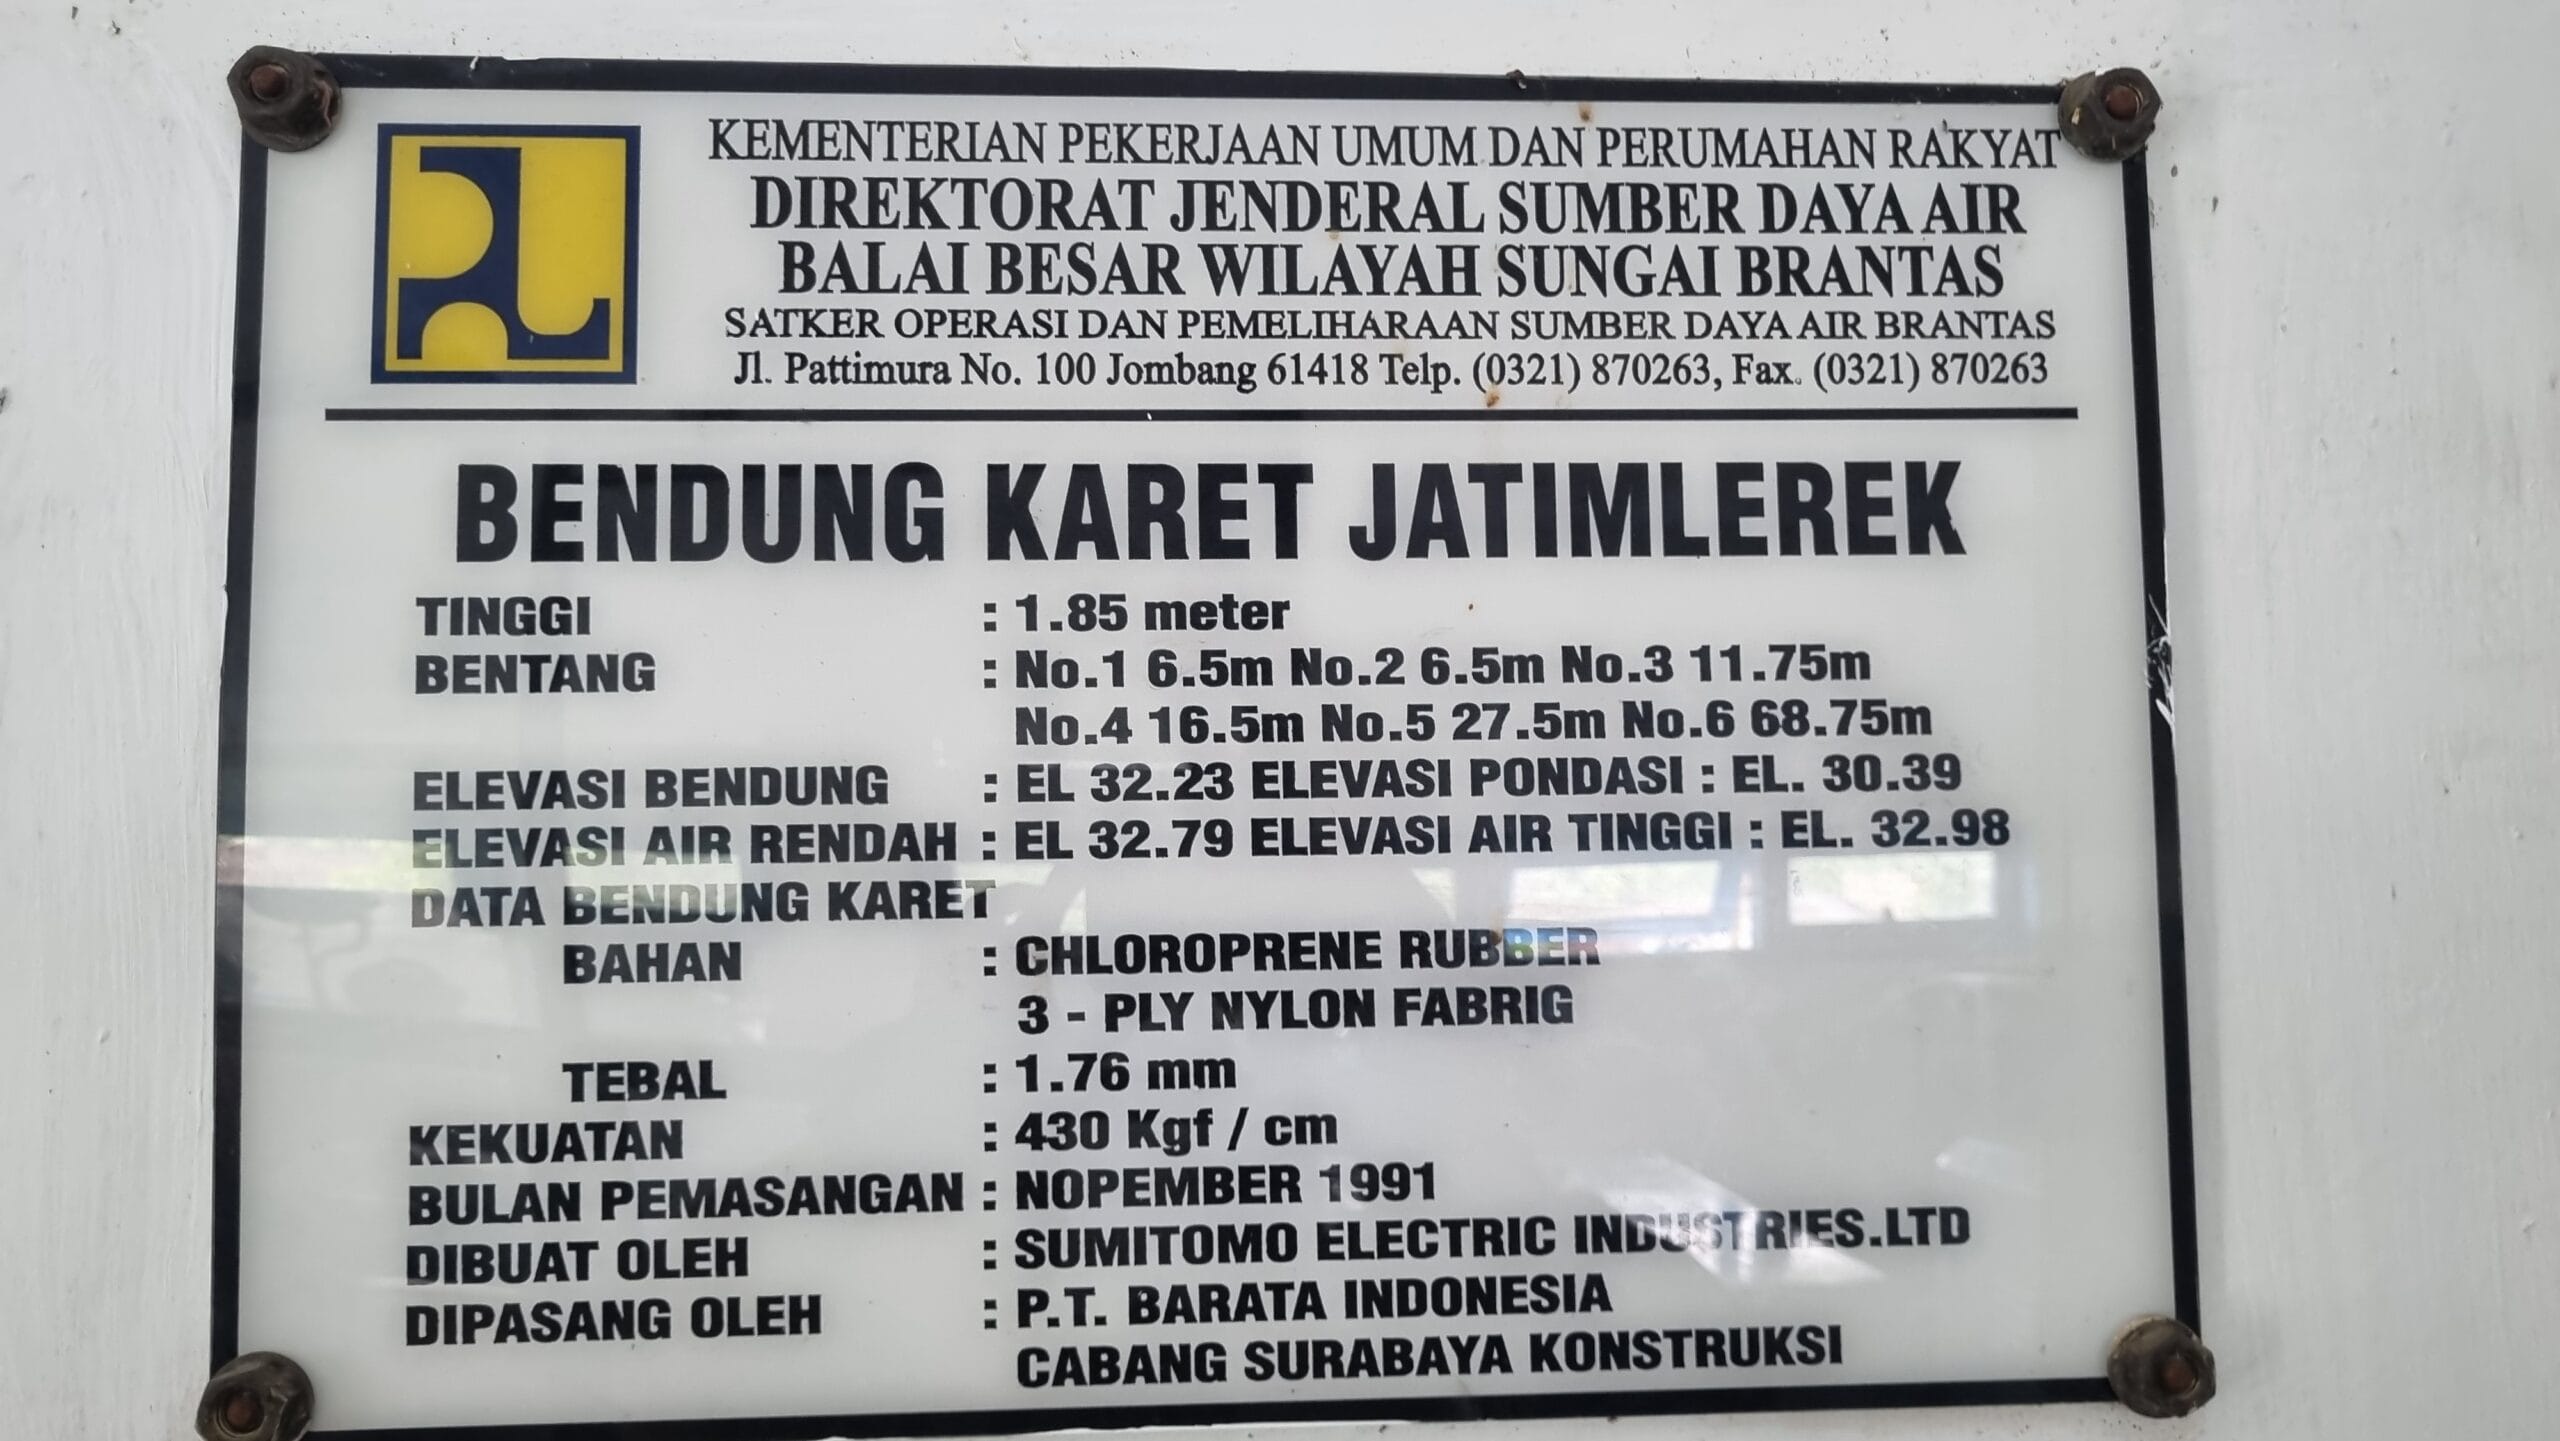 KEMENTERIAN PEKERJAAN UMUM DAN PERUMAHAN RAKYAT
DIREKTORAT JENDERAL SUMBER DAYA AIR
BALAI BESAR WILAYAH SUNGAI BRANTAS
SATKER OPERASI DAN PEMELIHARAAN SUMBER DAYA AIR BRANTAS
Jl. Pattimura No. 100 Jombang 61418 Telp. (0321) 870263, Fax. (0321) 870263
BENDUNG KARET JATIMLEREK
TINGGI : 1.85 meter
BENTANG : No.1 6.5m No.2 6.5m No.3 11.75m
No.4 16.5m No.5 27.5m No.6 68.75m
ELEVASI BENDUNG : EL 32.23 ELEVASI PONDASI : EL. 30.39
ELEVASI AIR RENDAH : EL 32.79 ELEVASI AIR TINGGI : EL. 32.98
DATA BENDUNG KARET
BAHAN : CHLOROPRENE RUBBER
3 - PLY NYLON FABRIG
TEBAL : 1.76 mm
KEKUATAN : 430 Kgf / cm
BULAN PEMASANGAN : NOPEMBER 1991
DIBUAT OLEH : SUMITOMO ELECTRIC INDUSTRIES.LTD
DIPASANG OLEH : P.T. BARATA INDONESIA
CABANG SURABAYA KONSTRUKSI